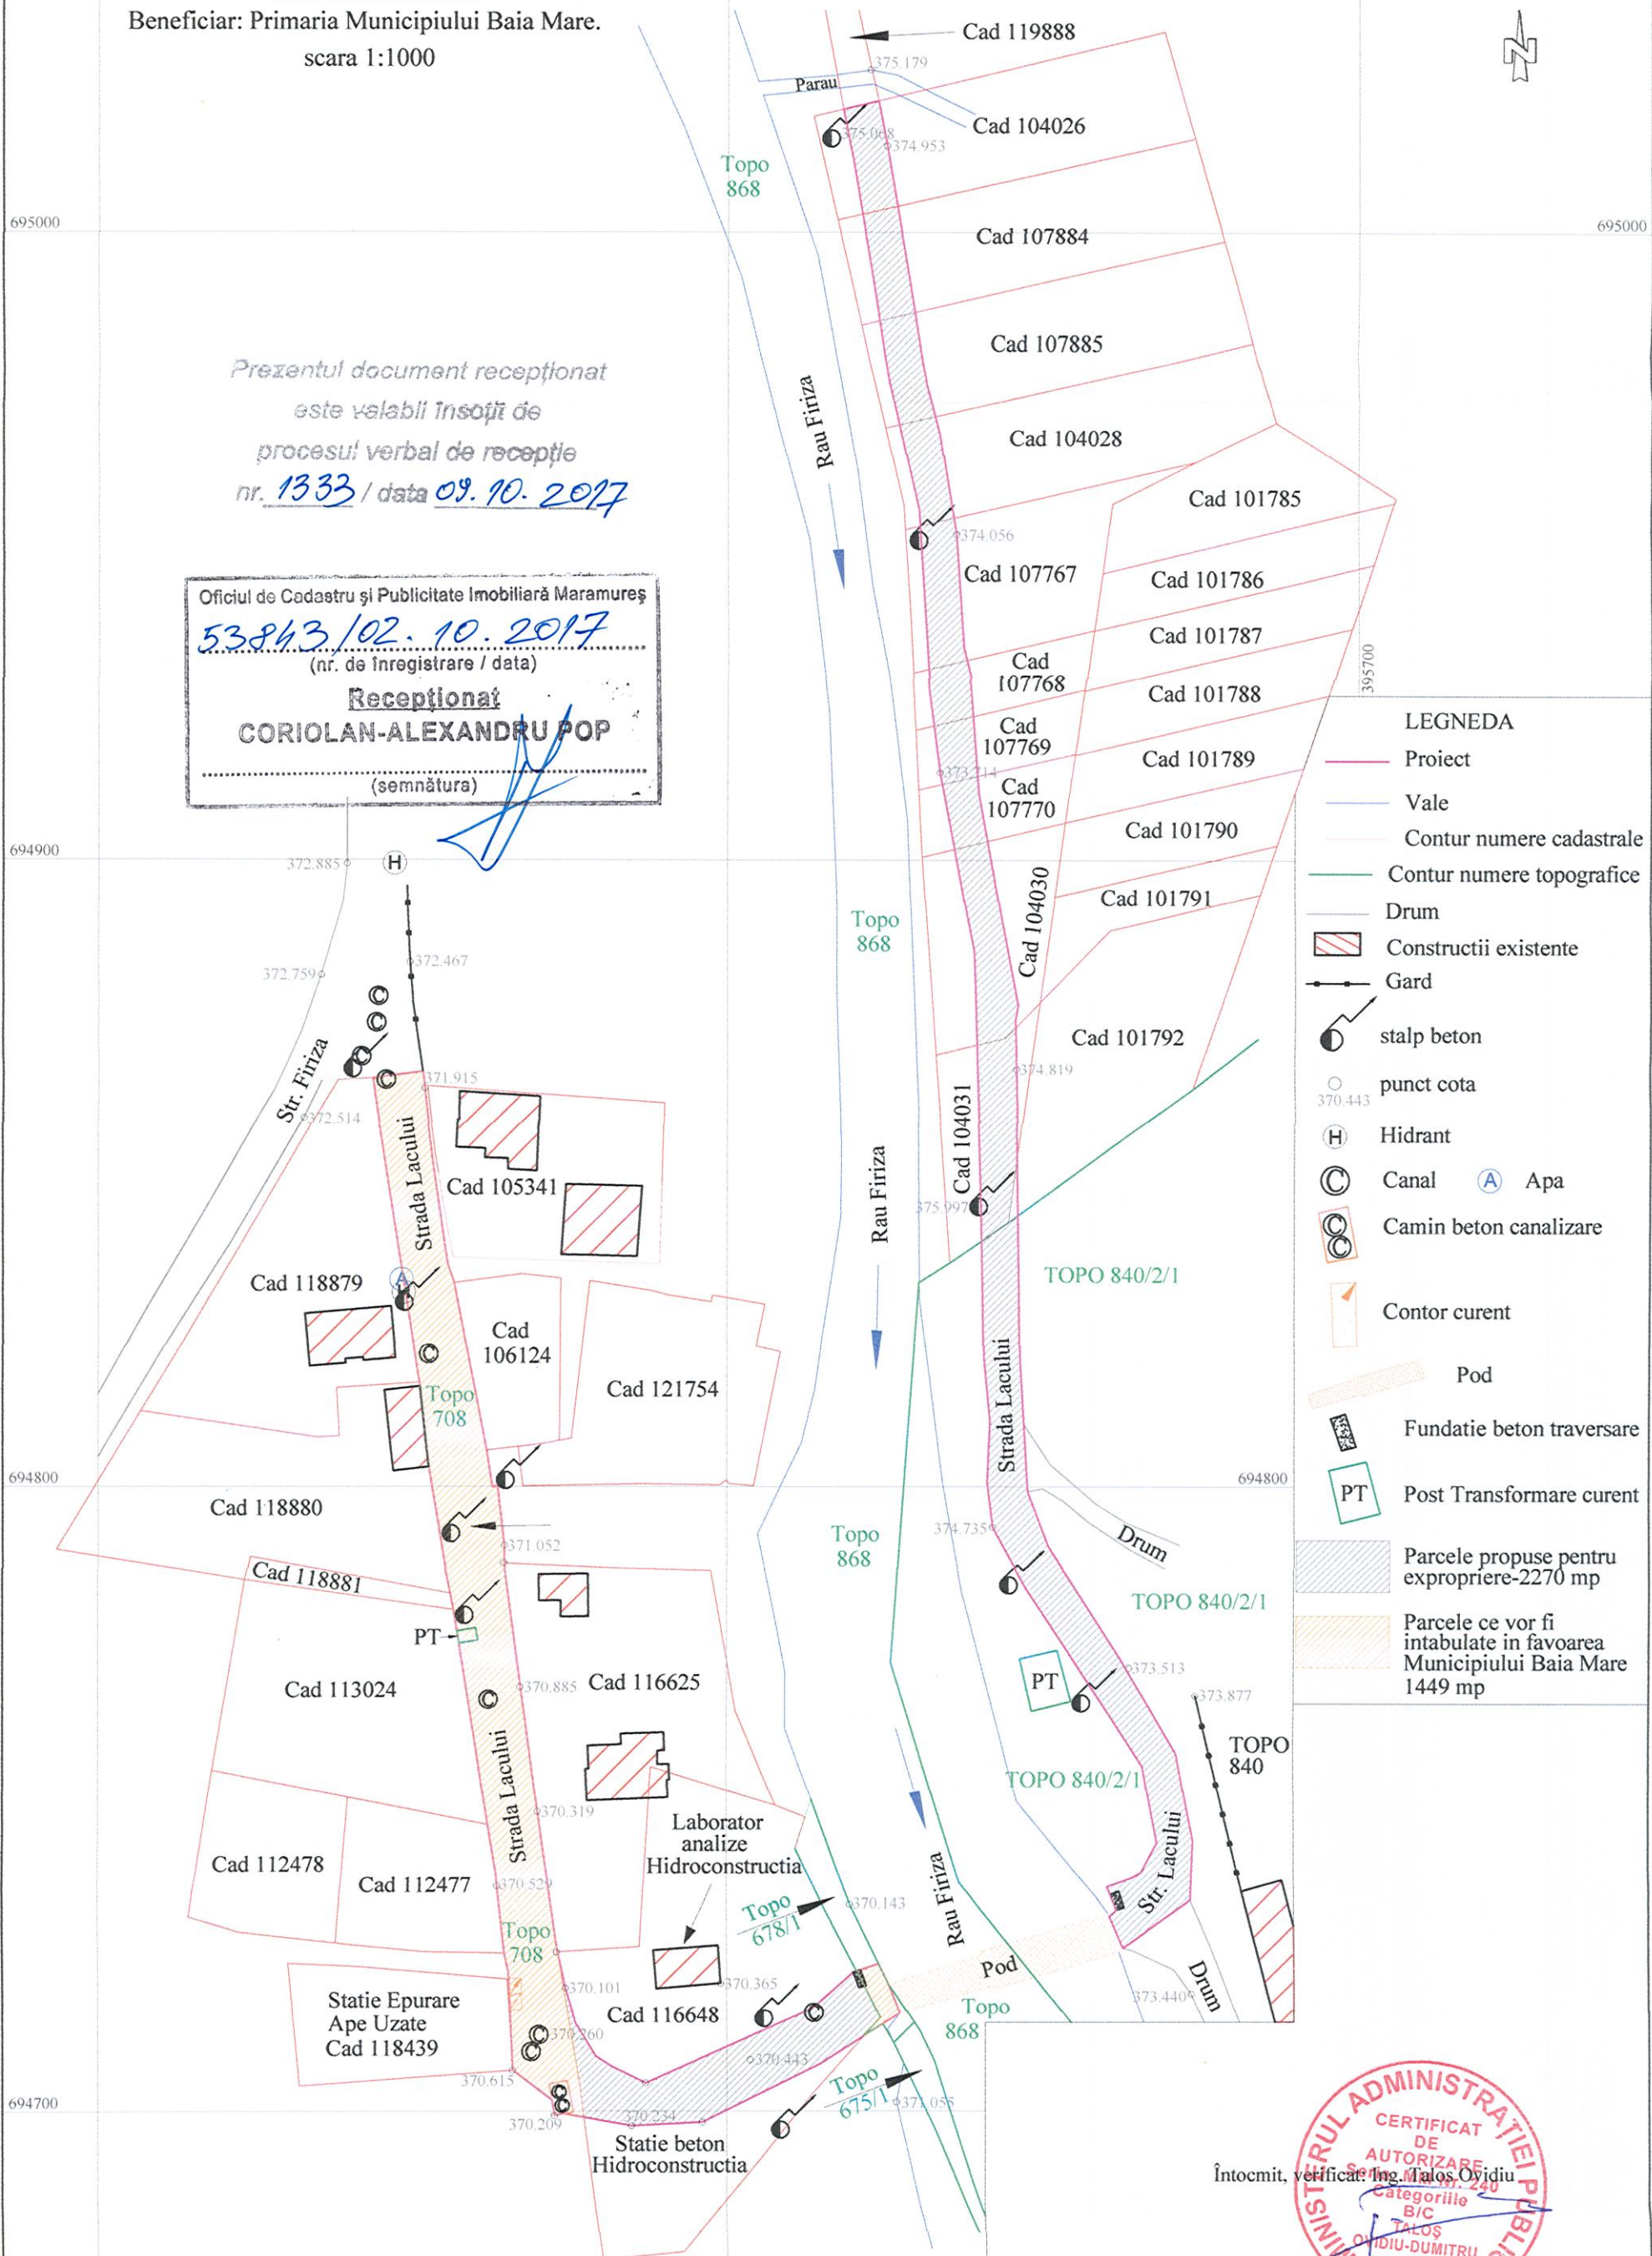 Beneficiar: Primaria Municipiului Baia Mare.
scara 1:1000
Cad 119888
375.179
Parau
Cad 104026
375.068
374.953
Topo
868
695000
695000
Cad 107884
Cad 107885
Prezentul document recepționat
este valabil însoțit de
procesul verbal de recepție
nr. 1333 / data 09.10.2017
Rau Firiza
Cad 104028
Cad 101785
374.056
Cad 107767
Cad 101786
Oficiul de Cadastru și Publicitate Imobiliară Maramureș
53843/02.10.2017
(nr. de înregistrare / data)
Recepționat
CORIOLAN-ALEXANDRU POP
(semnătura)
Cad 101787
Cad
107768
Cad 101788
395700
Cad
107769
373.714
Cad 101789
Cad
107770
Cad 101790
694900
372.885
H
Cad 101791
Cad 104030
Topo
868
372.759
372.467
C
C
C
C
Str. Firiza
372.514
371.915
Cad 101792
374.819
Cad 104031
375.997
Strada Lacului
Cad 105341
Rau Firiza
Cad 118879
A
TOPO 840/2/1
Cad
106124
C
Cad 121754
Topo
708
Strada Lacului
694800
694800
Cad 118880
371.052
Topo
868
374.735
Drum
Cad 118881
TOPO 840/2/1
PT
Cad 113024
370.885
Cad 116625
C
PT
373.513
373.877
TOPO
840
TOPO 840/2/1
Strada Lacului
370.319
Laborator
analize
Hidroconstructia
Cad 112478
Cad 112477
370.529
Str. Lacului
Rau Firiza
Topo
678/1
370.143
Topo
708
Pod
Drum
373.440
370.101
370.365
Statie Epurare
Ape Uzate
Cad 118439
Cad 116648
C
Topo
868
C
C
370.260
370.443
370.615
Topo
675/1
371.055
694700
C
C
370.209
370.234
Statie beton
Hidroconstructia
LEGNEDA
Proiect
Vale
Contur numere cadastrale
Contur numere topografice
Drum
Constructii existente
Gard
stalp beton
370.443
punct cota
H Hidrant
C Canal A Apa
C
C
Camin beton canalizare
Contor curent
Pod
Fundatie beton traversare
PT Post Transformare curent
Parcele propuse pentru
expropriere-2270 mp
Parcele ce vor fi
intabulate in favoarea
Municipiului Baia Mare
1449 mp
Întocmit, verificat: Ing. Talos Ovidiu
CERTIFICAT
DE
AUTORIZARE
240
Categoriile
B/C
TALOȘ
OVIDIU-DUMITRU